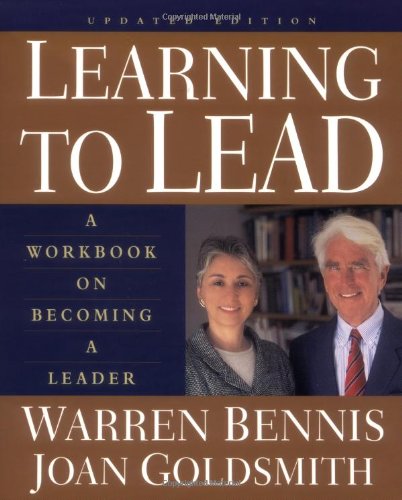 UPDATED EDITION
LEARNING
TO LEAD
A
WORKBOOK
ON
BECOMING
A
LEADER
WARREN BENNIS
JOAN GOLDSMITH